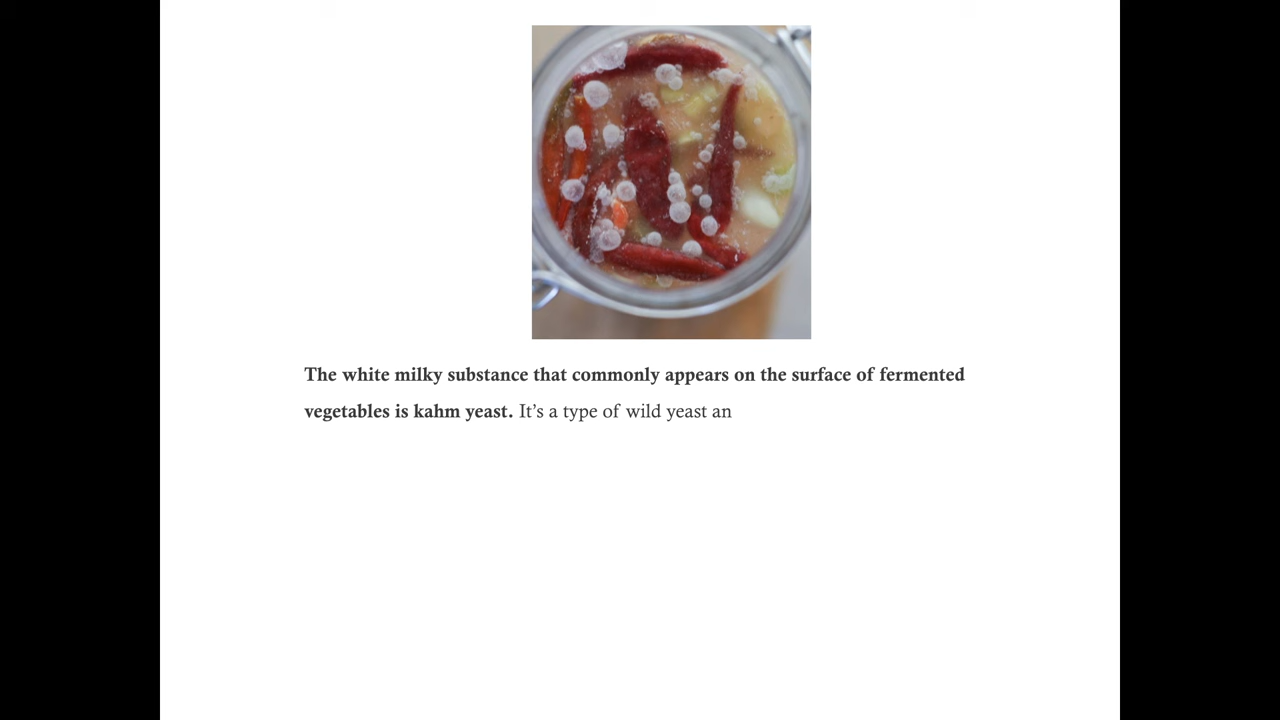 The white milky substance that commonly appears on the surface of fermented
vegetables is kahm yeast. It’s a type of wild yeast an